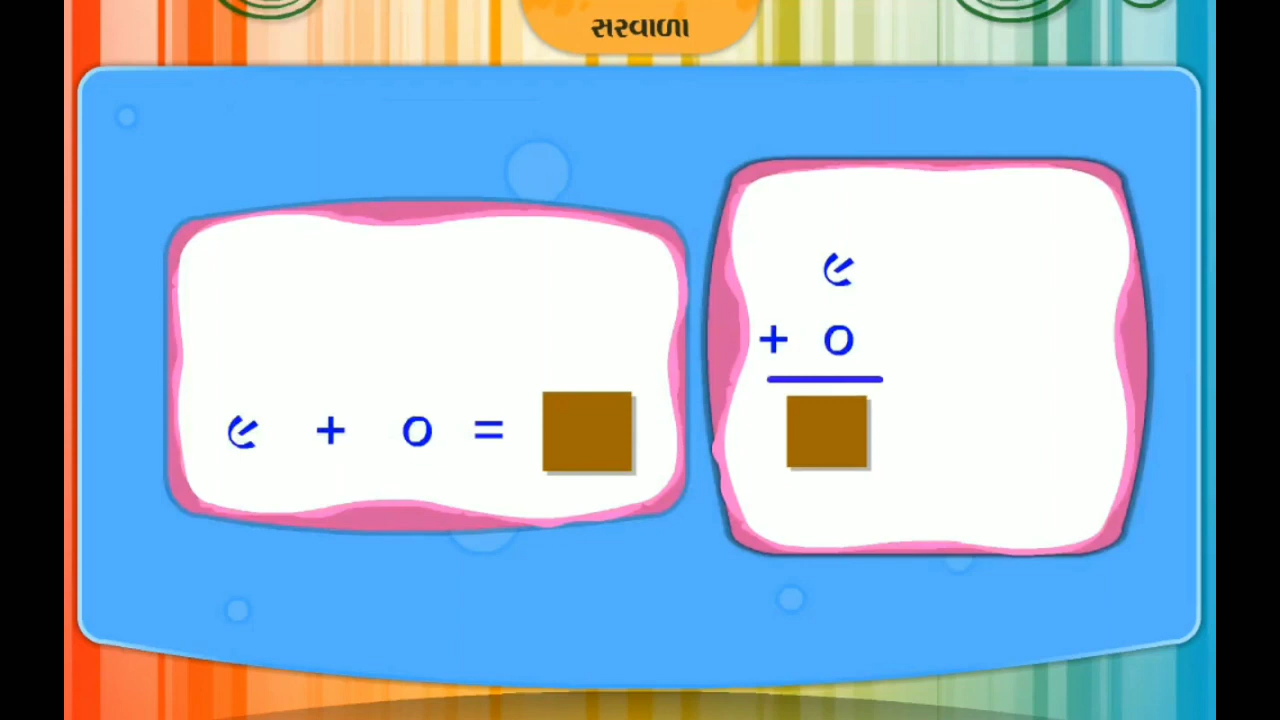 સરવાળા
૯ + ૦ =
૯
+ ૦